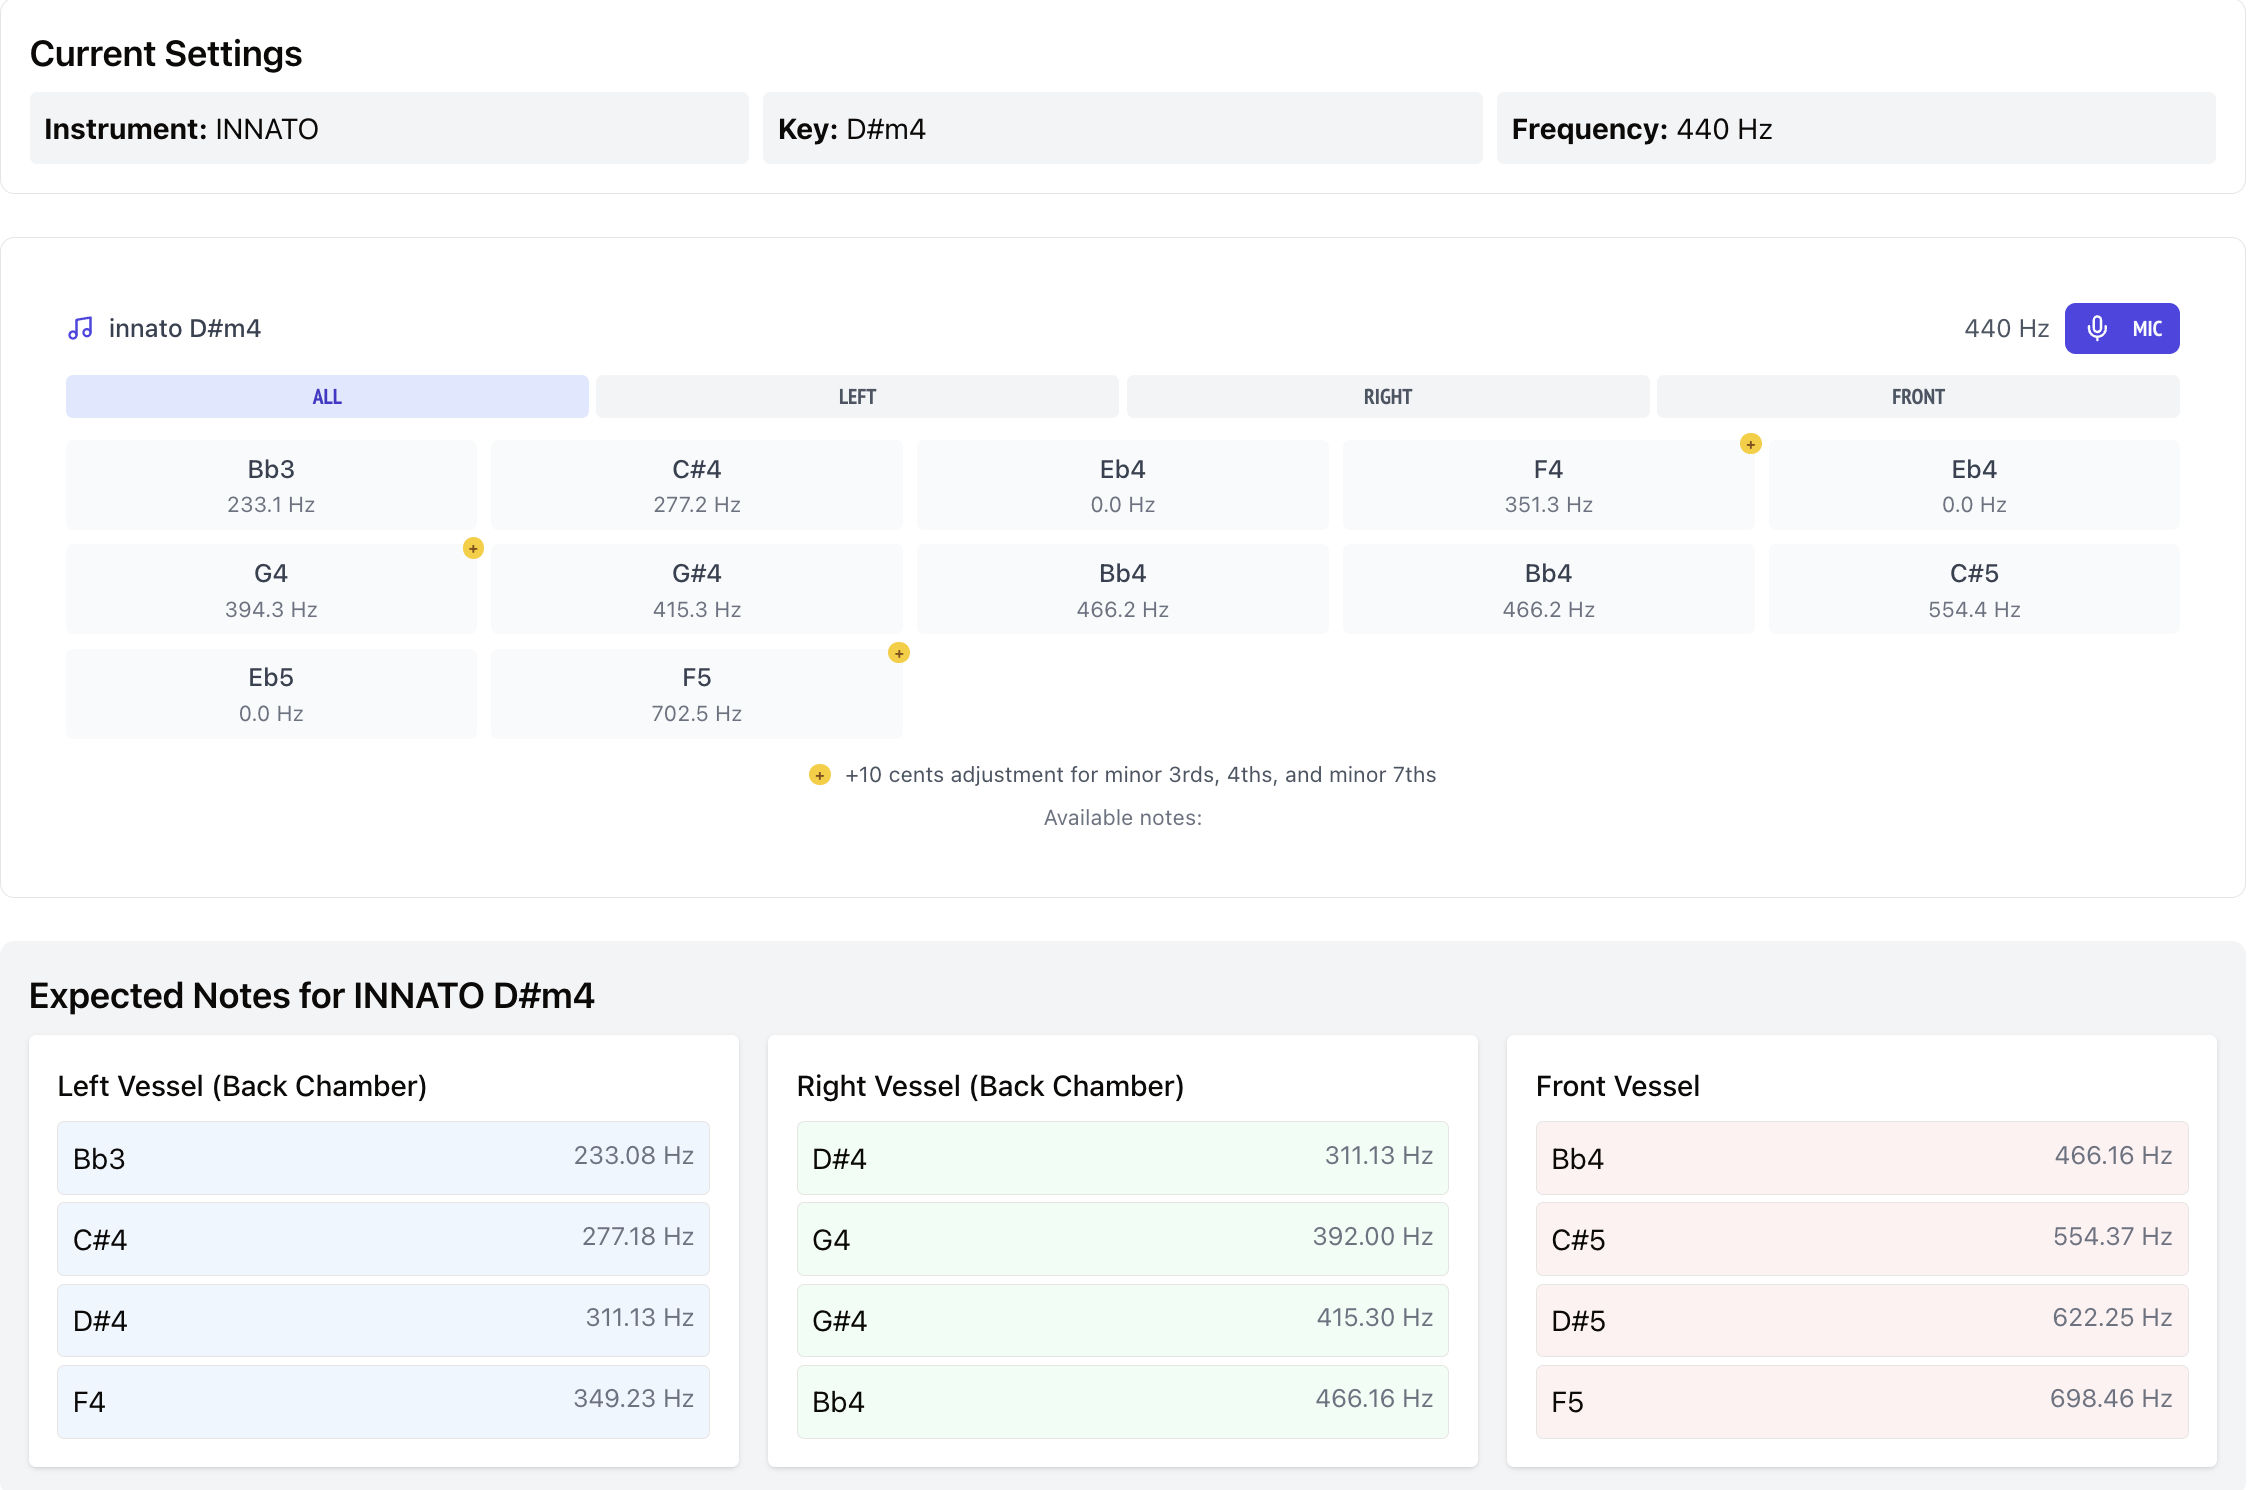 Current Settings
Instrument: INNATO
Key: D#m4
Frequency: 440 Hz
innato D#m4
440 Hz
MIC
ALL
LEFT
RIGHT
FRONT
Bb3
233.1 Hz
C#4
277.2 Hz
Eb4
0.0 Hz
F4
351.3 Hz
+
Eb4
0.0 Hz
G4
394.3 Hz
+
G#4
415.3 Hz
Bb4
466.2 Hz
Bb4
466.2 Hz
C#5
554.4 Hz
Eb5
0.0 Hz
F5
702.5 Hz
+
+ +10 cents adjustment for minor 3rds, 4ths, and minor 7ths
Available notes:
Expected Notes for INNATO D#m4
Left Vessel (Back Chamber)
Bb3 233.08 Hz
C#4 277.18 Hz
D#4 311.13 Hz
F4 349.23 Hz
Right Vessel (Back Chamber)
D#4 311.13 Hz
G4 392.00 Hz
G#4 415.30 Hz
Bb4 466.16 Hz
Front Vessel
Bb4 466.16 Hz
C#5 554.37 Hz
D#5 622.25 Hz
F5 698.46 Hz